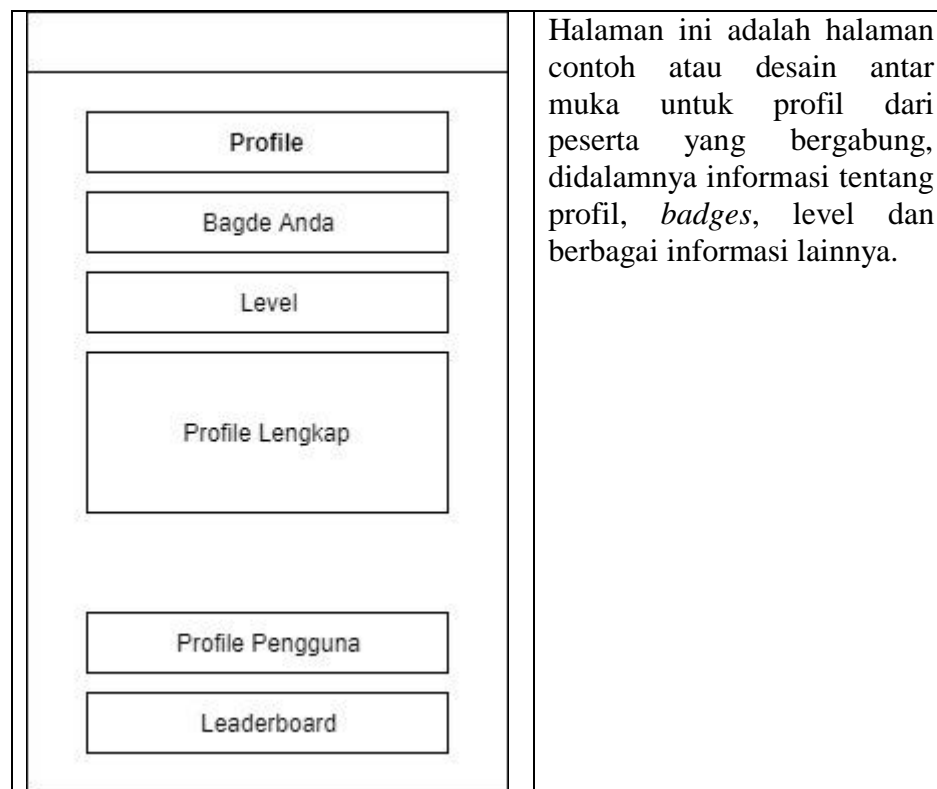 Profile
Bagde Anda
Level
Profile Lengkap
Profile Pengguna
Leaderboard
Halaman ini adalah halaman
contoh atau desain antar
muka untuk profil dari
peserta yang bergabung,
didalamnya informasi tentang
profil, badges, level dan
berbagai informasi lainnya.